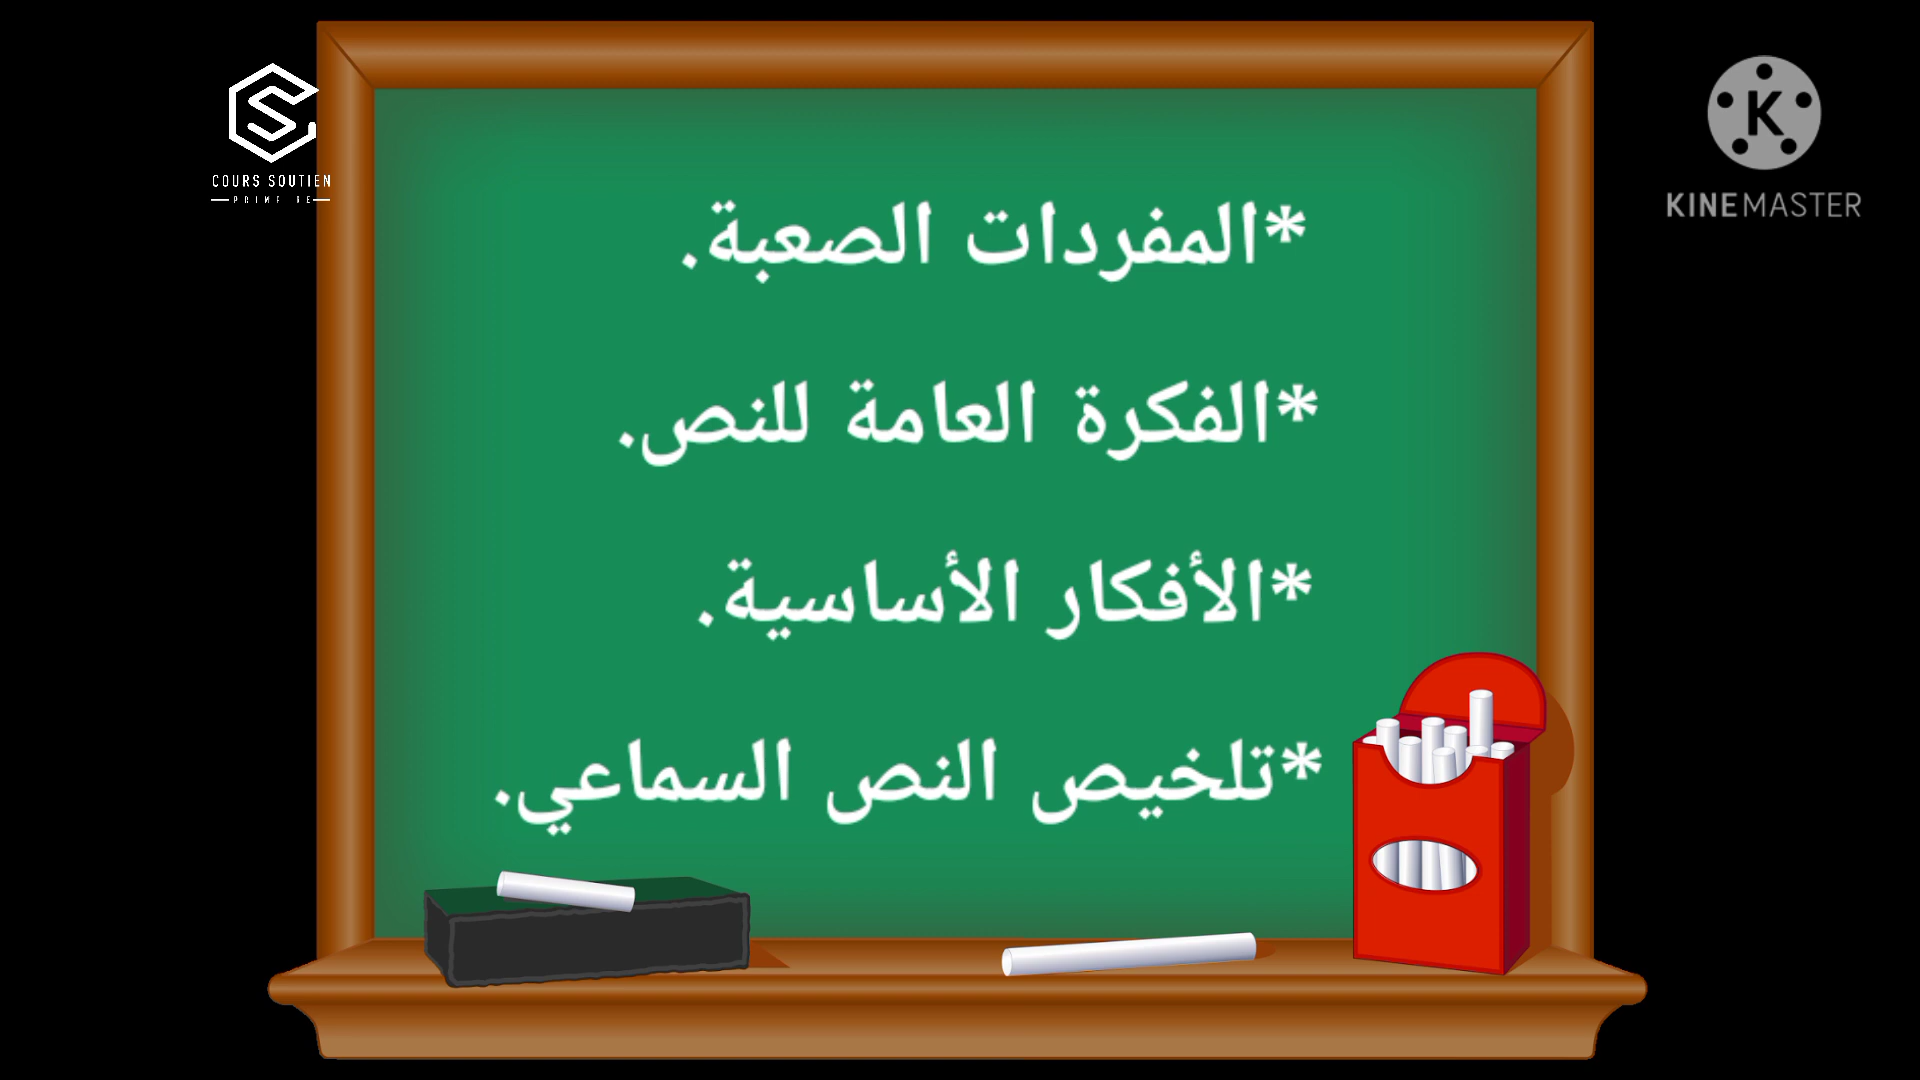 *المفردات الصعبة.
*الفكرة العامة للنص.
*الأفكار الأساسية.
*تلخيص النص السماعي.
COURS SOUTIEN
KINEMASTER